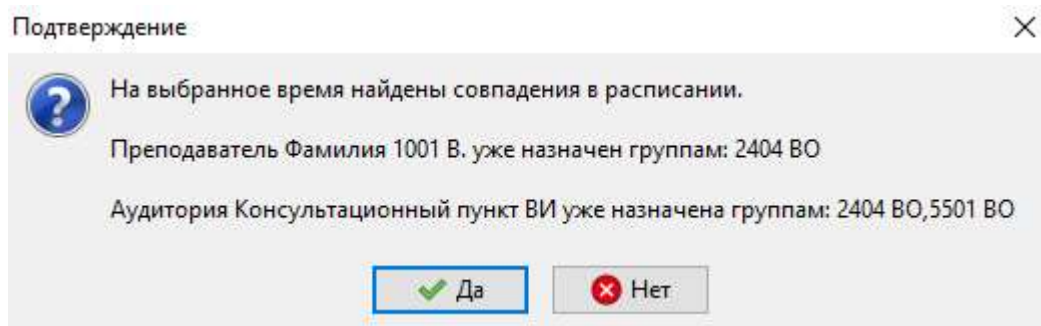 Подтверждение
На выбранное время найдены совпадения в расписании.
Преподаватель Фамилия 1001 В. уже назначен группам: 2404 ВО
Аудитория Консультационный пункт ВИ уже назначена группам: 2404 ВО,5501 ВО
Да
Нет